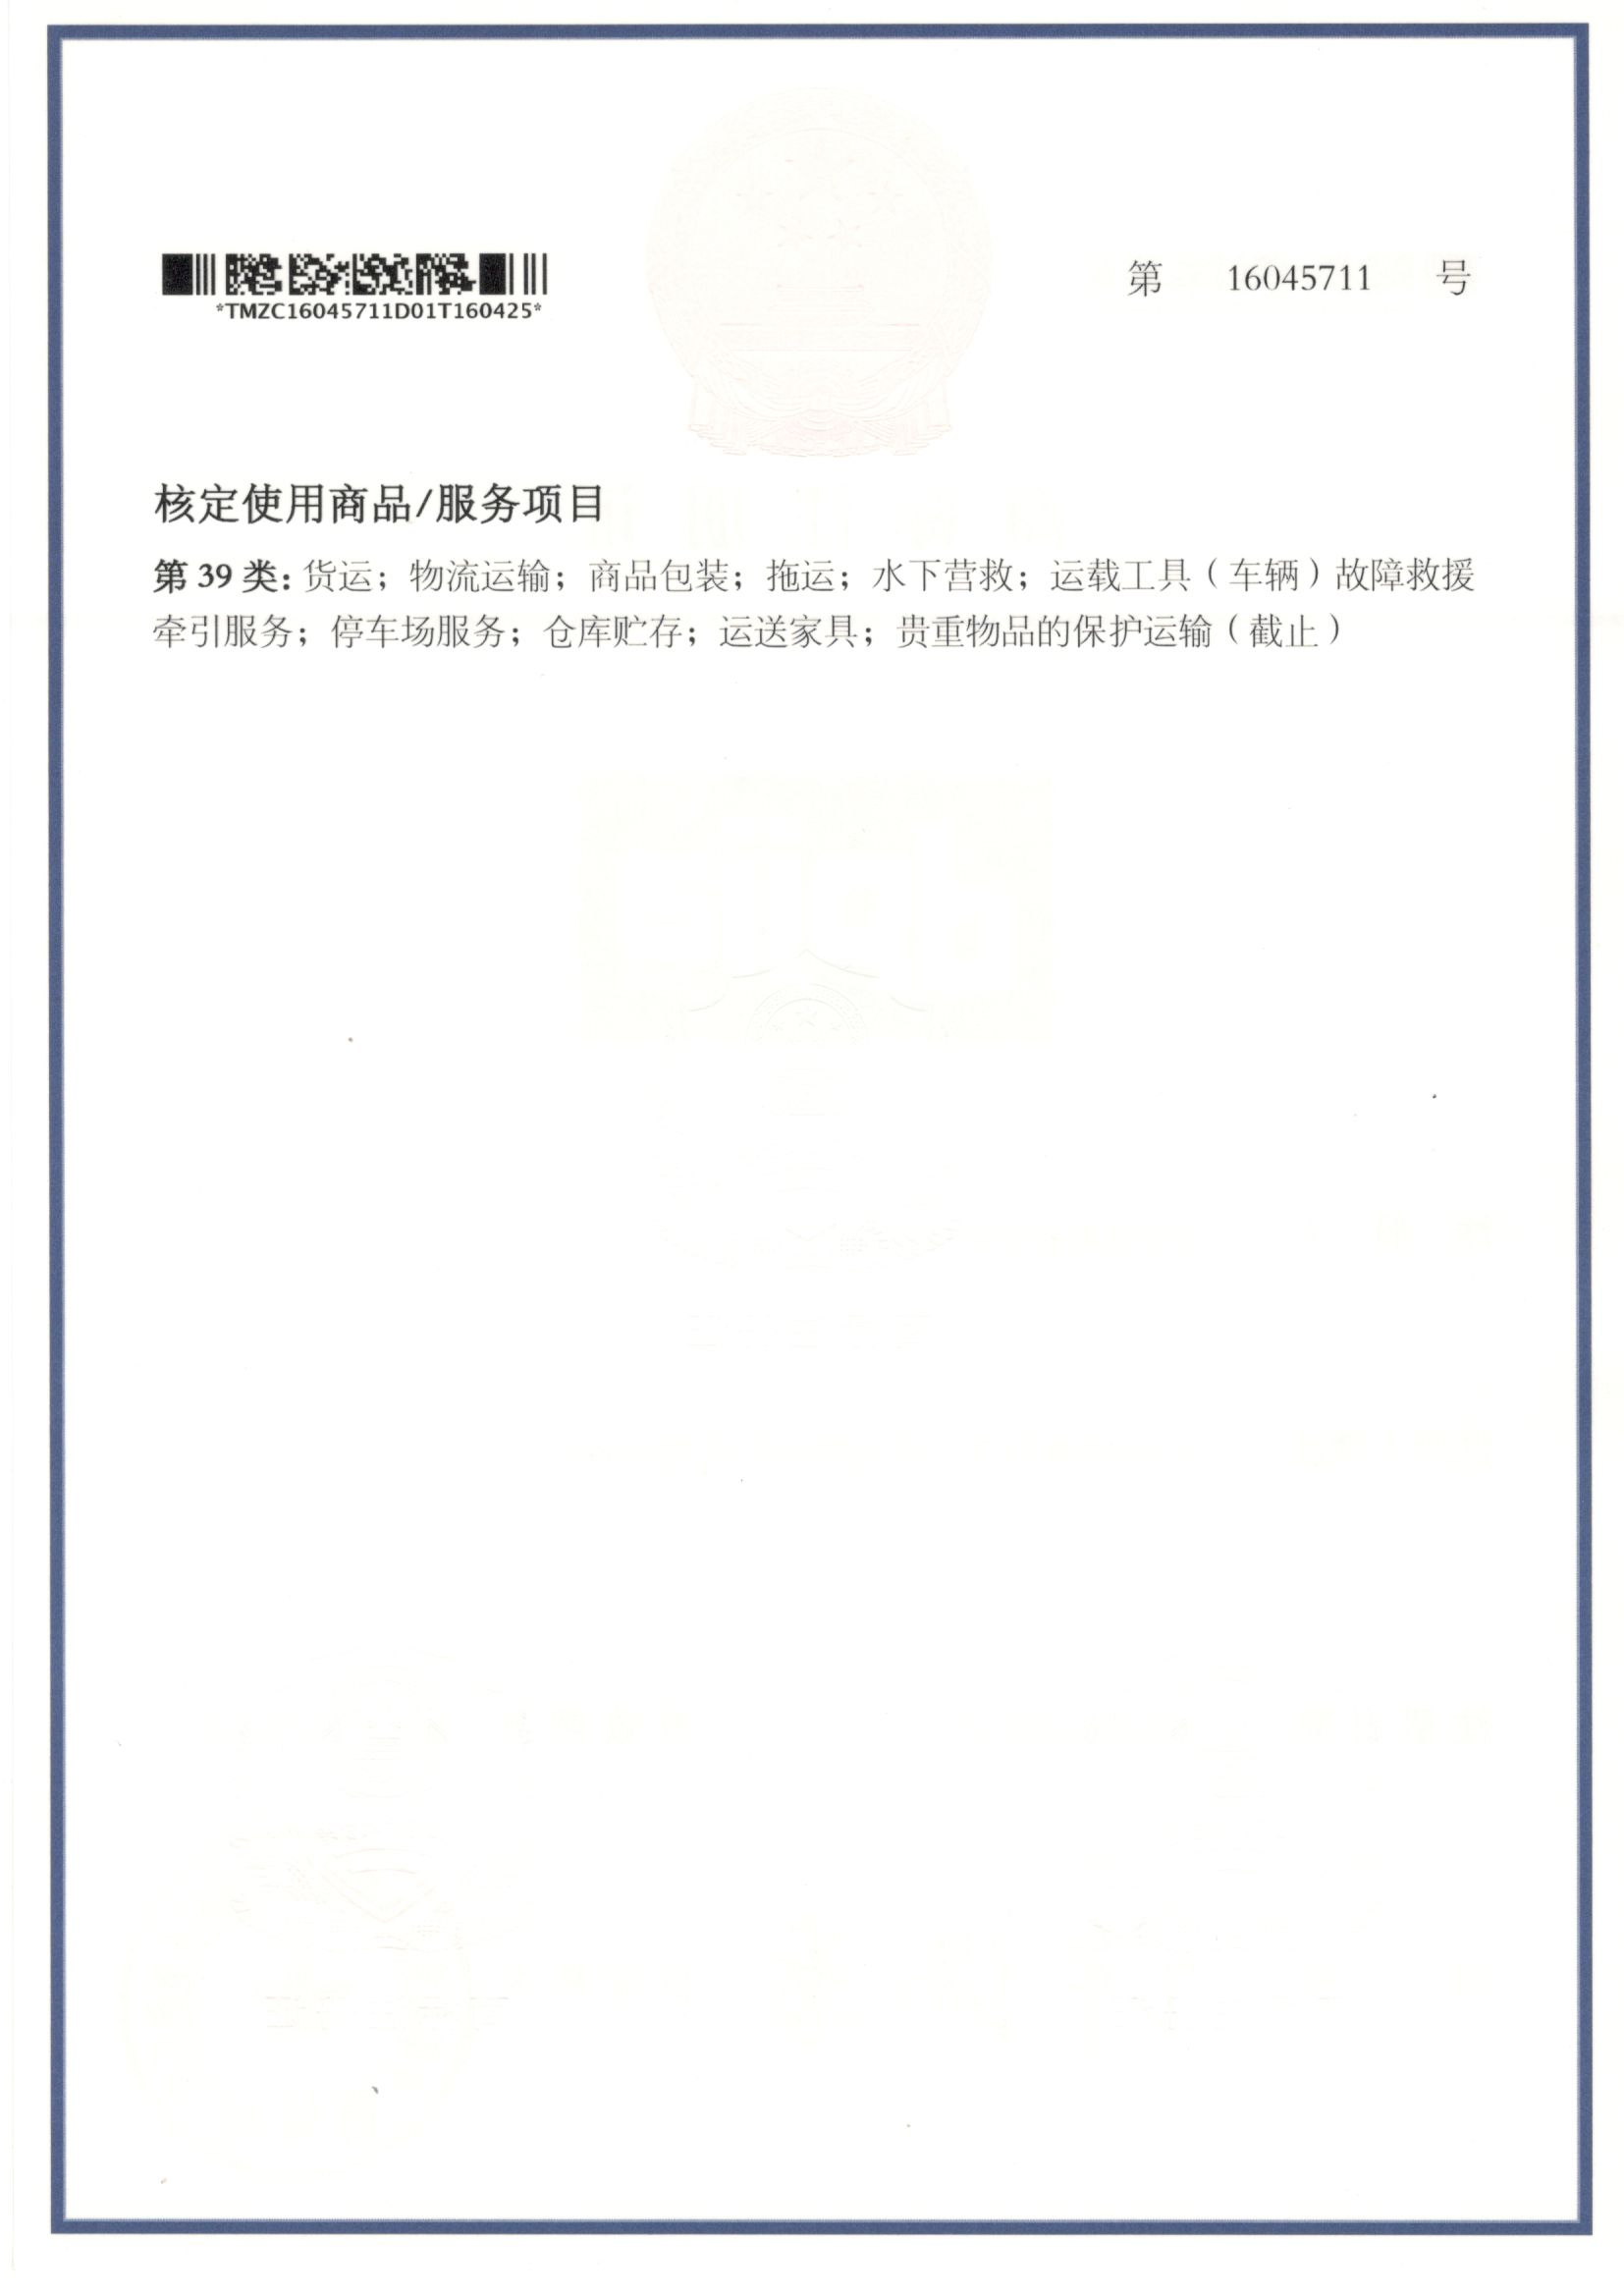 *TMZC16045711D01T160425*
第 16045711 号
核定使用商品/服务项目
第 39 类：货运；物流运输；商品包装；拖运；水下营救；运载工具（车辆）故障救援
牵引服务；停车场服务；仓库贮存；运送家具；贵重物品的保护运输（截止）